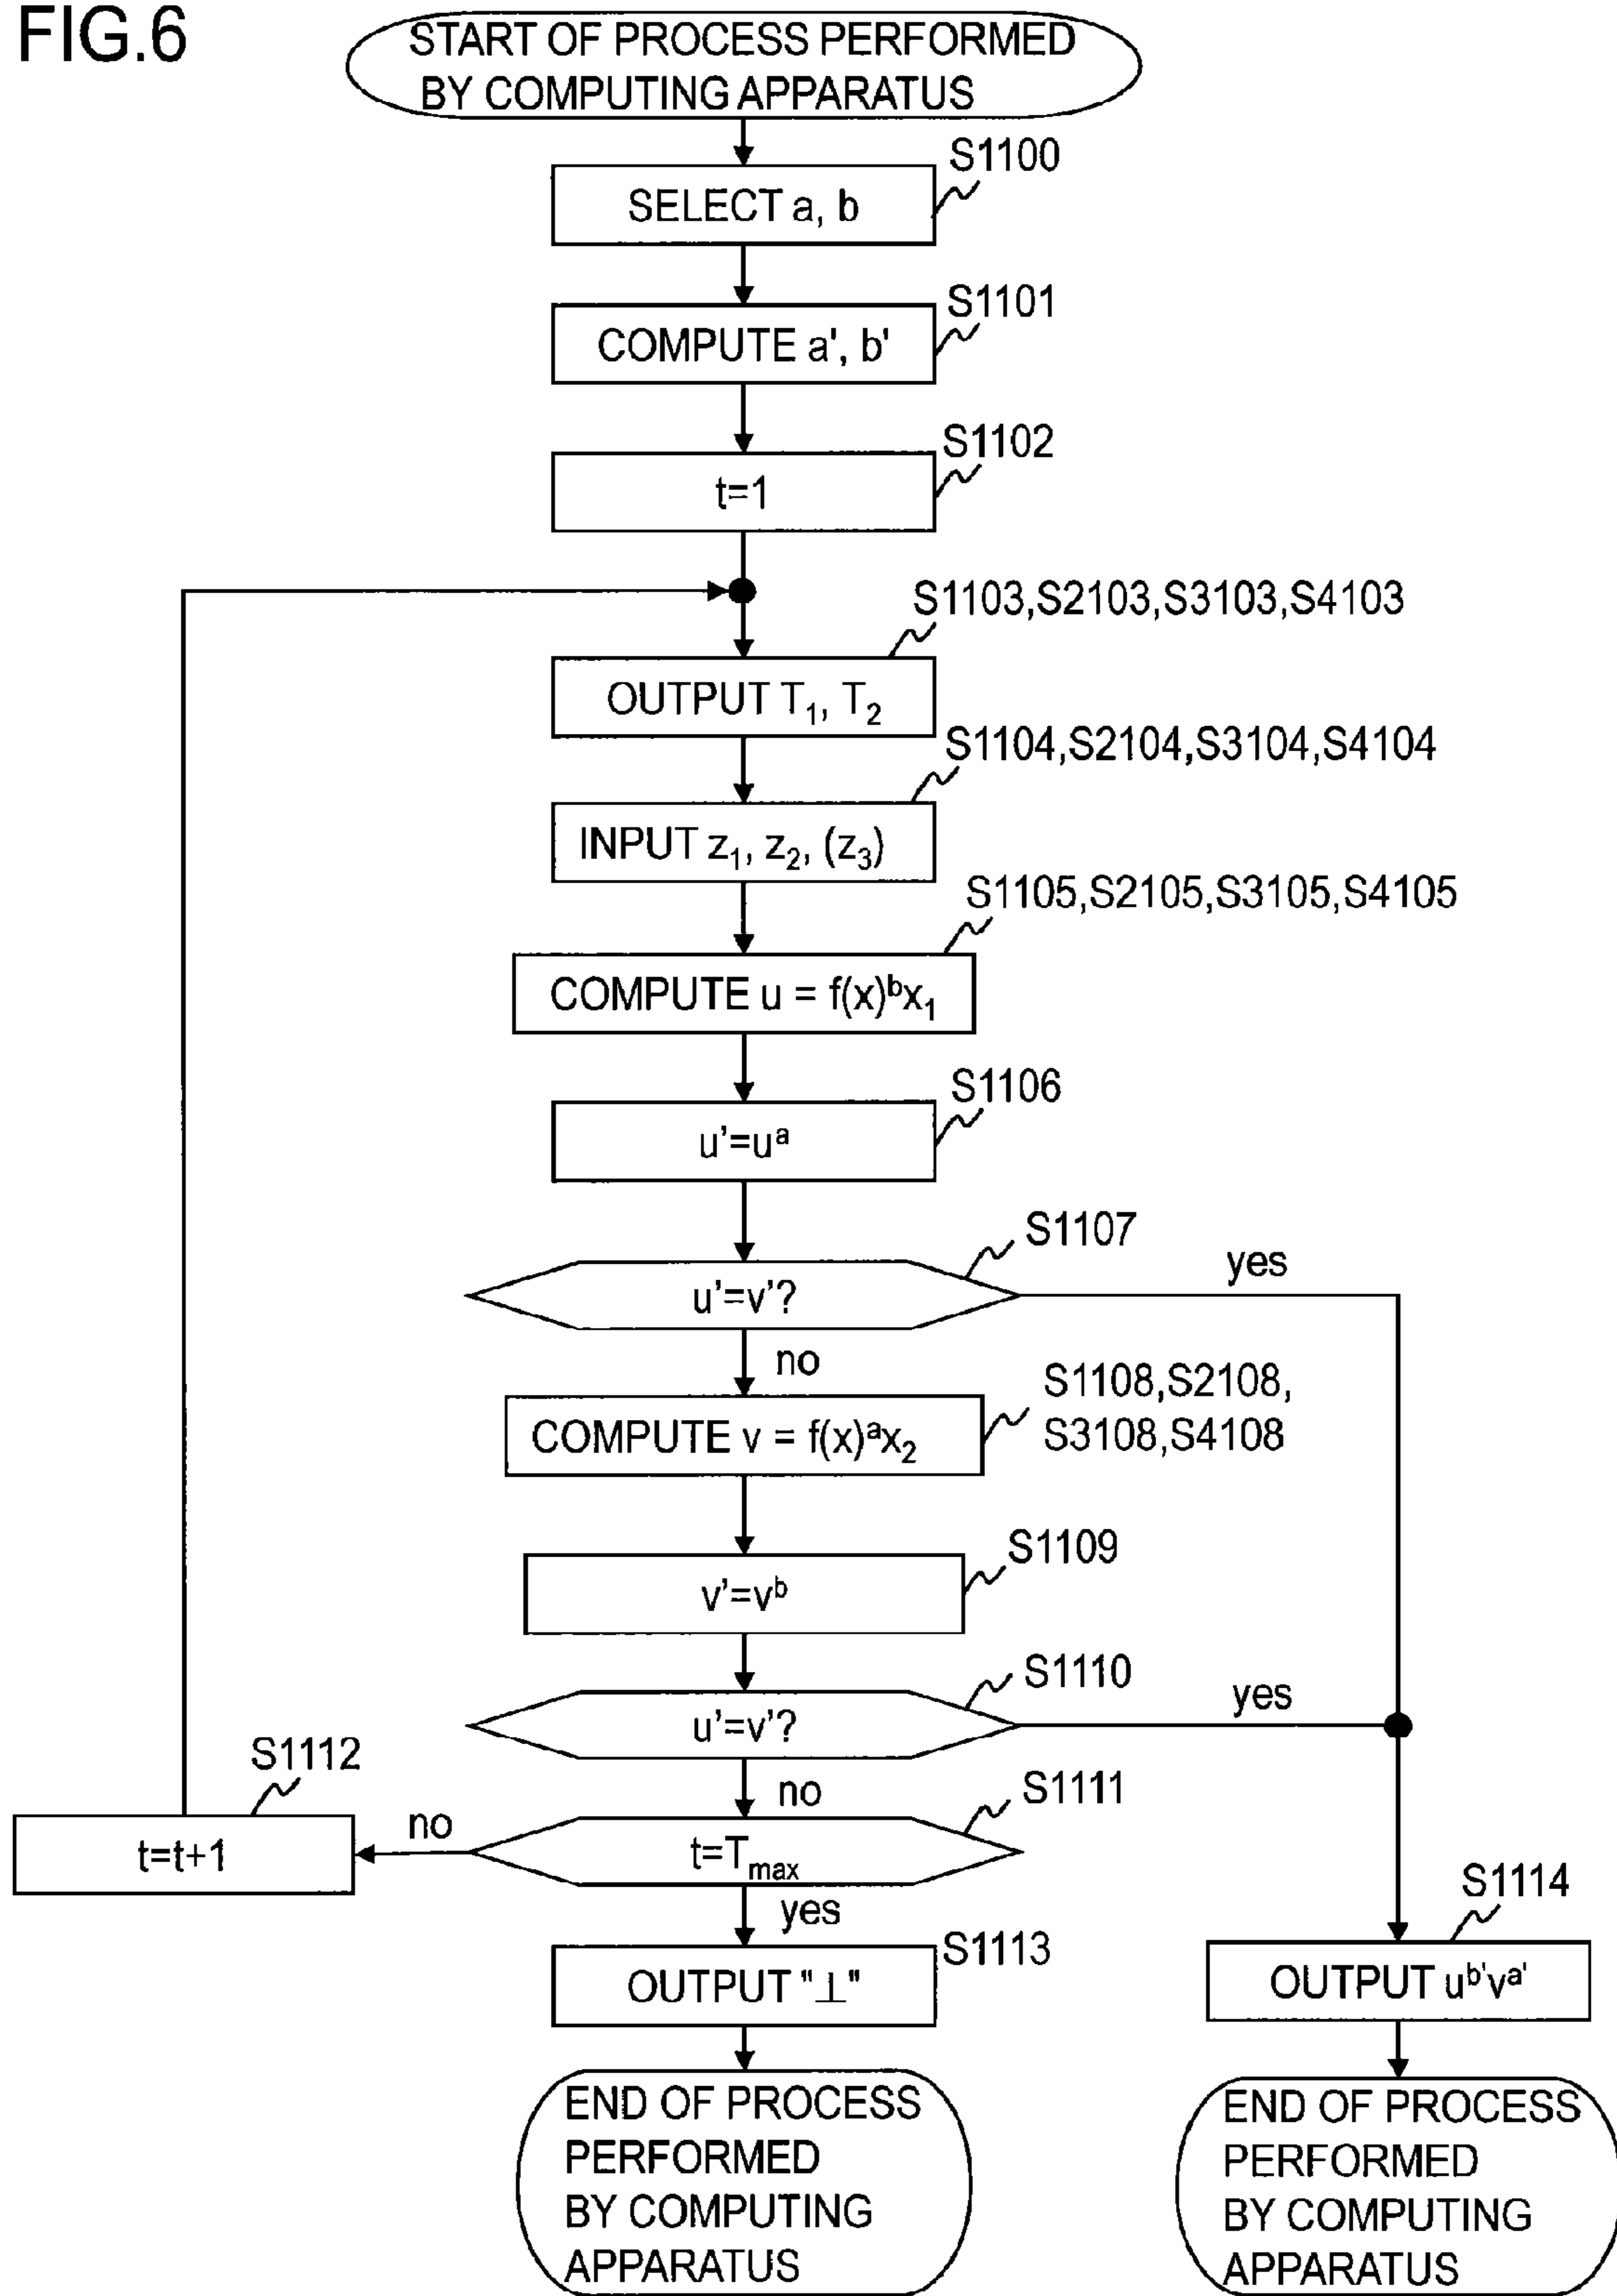 FIG.6
START OF PROCESS PERFORMED
BY COMPUTING APPARATUS
S1100
SELECT a, b
S1101
COMPUTE a', b'
S1102
t=1
S1103,S2103,S3103,S4103
OUTPUT T₁, T₂
S1104,S2104,S3104,S4104
INPUT z₁, z₂, (z₃)
S1105,S2105,S3105,S4105
COMPUTE u = f(x)ᵇx₁
S1106
u'=uᵃ
S1107
u'=v'?
yes
no
S1108,S2108,
S3108,S4108
COMPUTE v = f(x)ᵃx₂
S1109
v'=vᵇ
S1110
u'=v'?
yes
no
S1111
t=Tmax
no
S1112
t=t+1
yes
S1113
OUTPUT "⊥"
S1114
OUTPUT uᵇ'vᵃ'
END OF PROCESS
PERFORMED
BY COMPUTING
APPARATUS
END OF PROCESS
PERFORMED
BY COMPUTING
APPARATUS